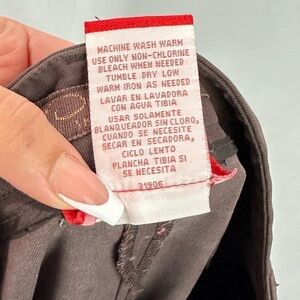 MACHINE WASH WARM
USE ONLY NON-CHLORINE
BLEACH WHEN NEEDED
TUMBLE DRY LOW
WARM IRON AS NEEDED
LAVAR EN LAVADORA
CON AGUA TIBIA
USAR SOLAMENTE
BLANQUEADOR SIN CLORO,
CUANDO SE NECESITE
SECAR EN SECADORA,
CICLO LENTO
PLANCHA TIBIA SI
SE NECESITA
31906